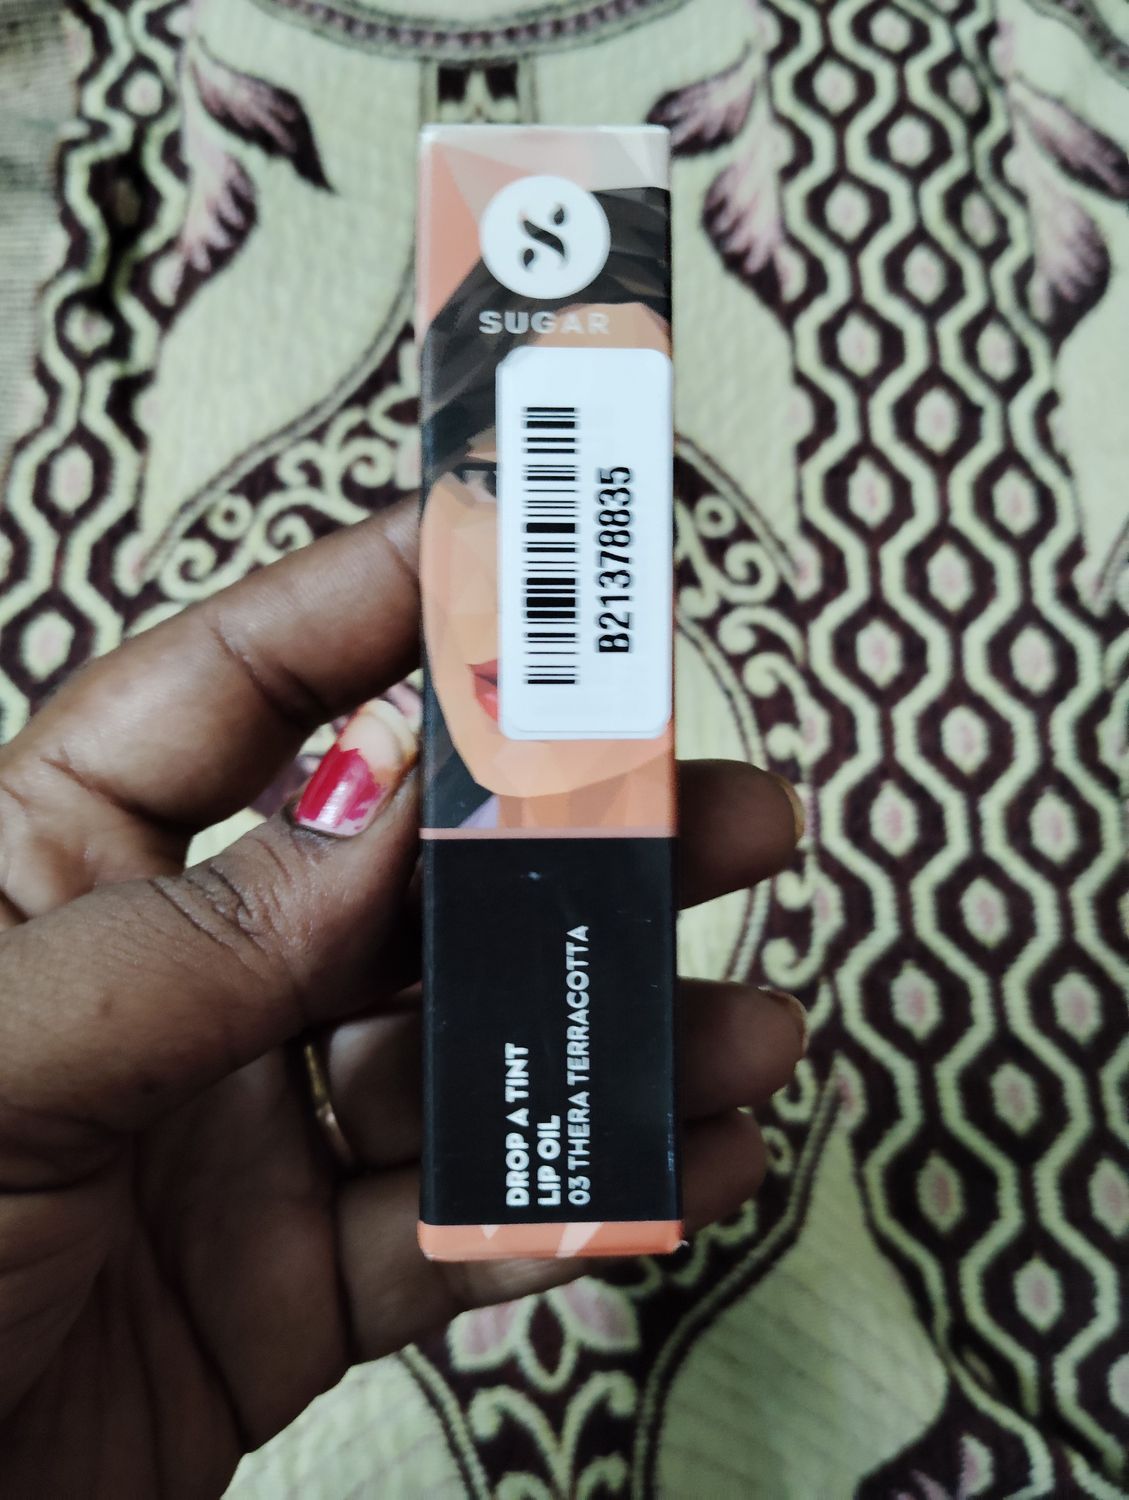 SUGAR
B21378835
DROP A TINT
LIP OIL
03 THERA TERRACOTTA